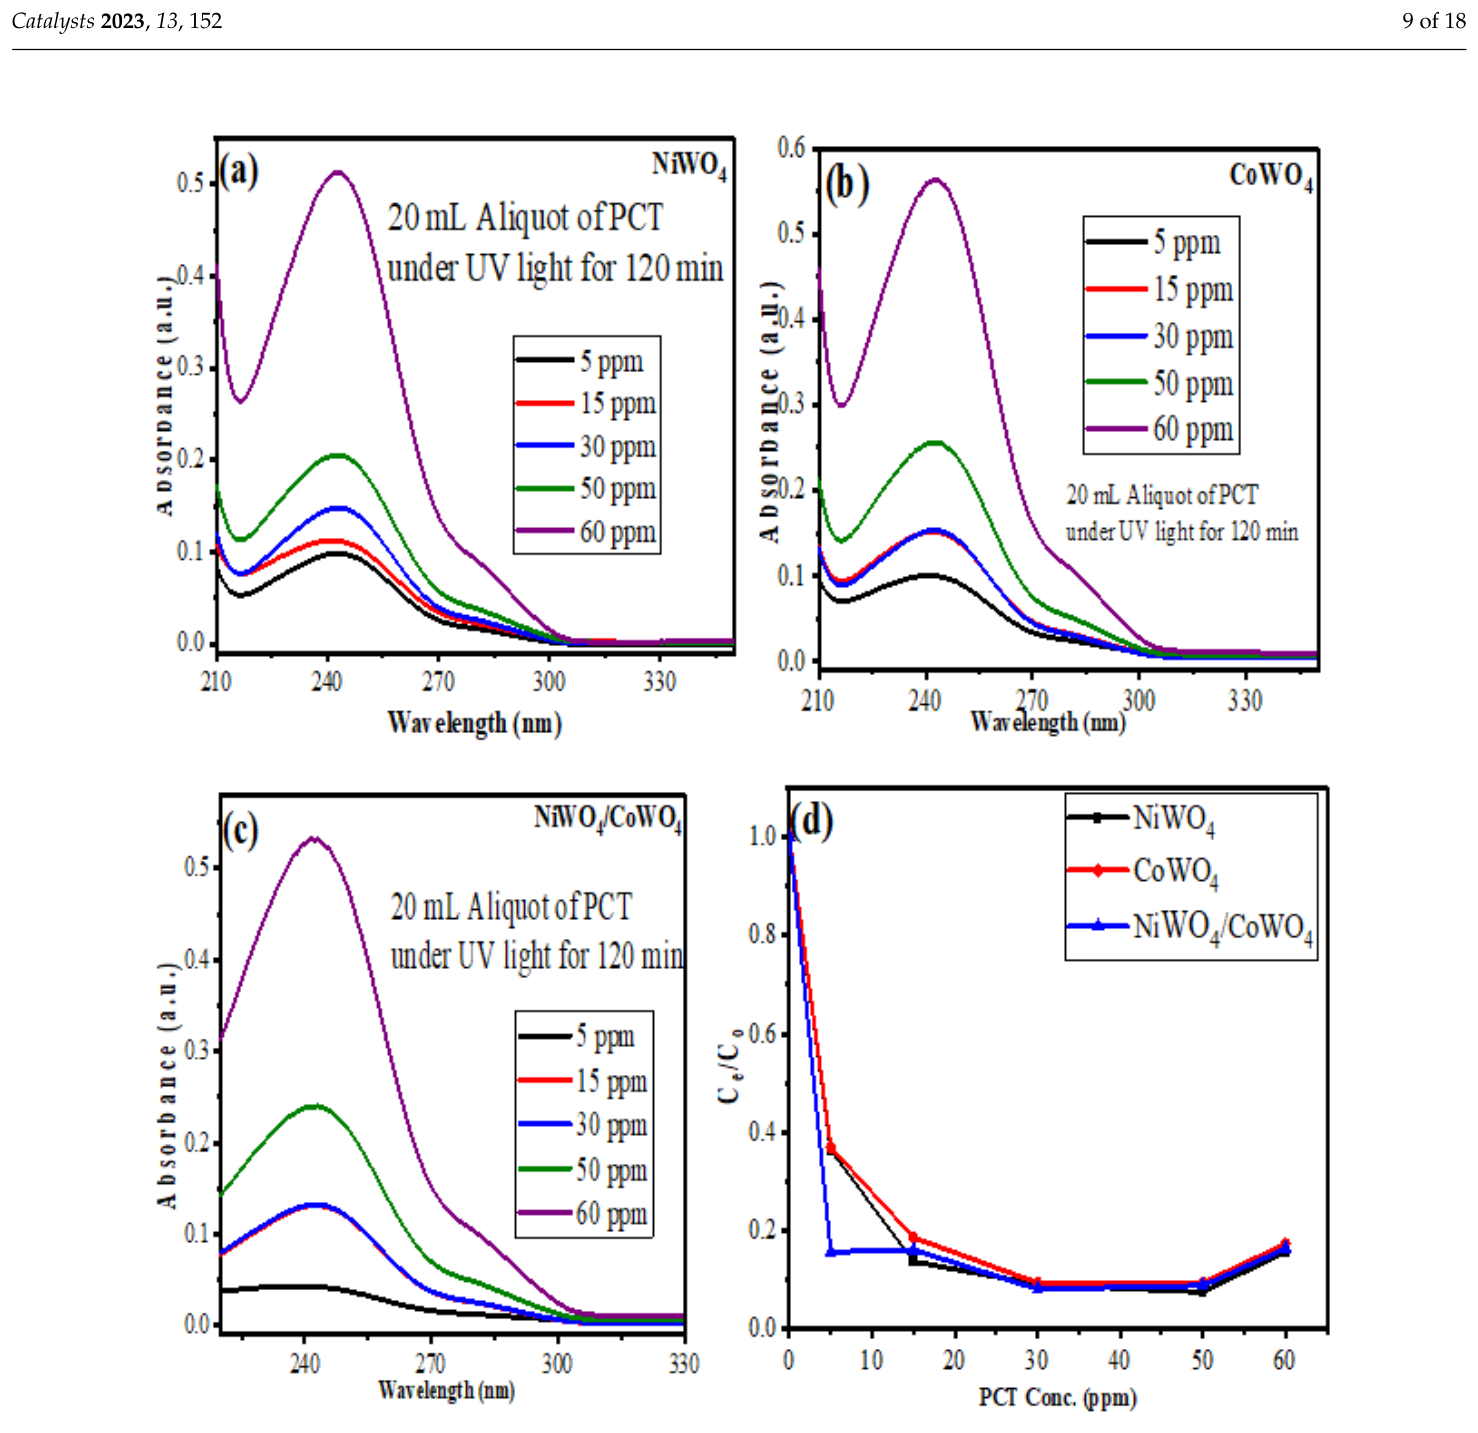 Catalysts 2023, 13, 152
9 of 18
(a)
NiWO4
20 mL Aliquot of PCT
under UV light for 120 min
5 ppm
15 ppm
30 ppm
50 ppm
60 ppm
Absorbance (a.u.)
0.5
0.4
0.3
0.2
0.1
0.0
210 240 270 300 330
Wavelength (nm)
(b)
CoWO4
5 ppm
15 ppm
30 ppm
50 ppm
60 ppm
20 mL Aliquot of PCT
under UV light for 120 min
Absorbance (a.u.)
0.6
0.5
0.4
0.3
0.2
0.1
0.0
210 240 270 300 330
Wavelength (nm)
(c)
NiWO4/CoWO4
20 mL Aliquot of PCT
under UV light for 120 min
5 ppm
15 ppm
30 ppm
50 ppm
60 ppm
Absorbance (a.u.)
0.5
0.4
0.3
0.2
0.1
0.0
240 270 300 330
Wavelength (nm)
(d)
NiWO4
CoWO4
NiWO4/CoWO4
Ce/Co
1.0
0.8
0.6
0.4
0.2
0.0
0 10 20 30 40 50 60
PCT Conc. (ppm)